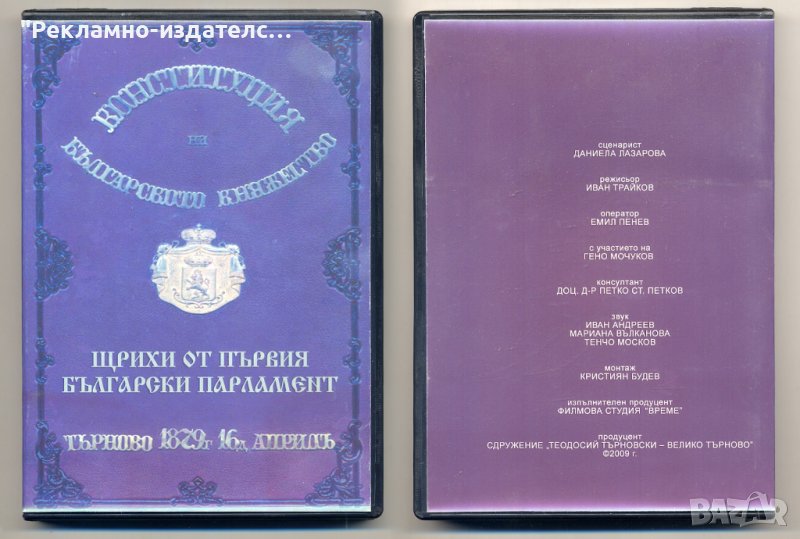 Рекламно-издателс...
КОНСТИТУЦИЯ
на
БЪЛГАРСКОТО КНЯЖЕСТВО
ЩРИХИ ОТ ПЪРВИЯ
БЪЛГАРСКИ ПАРЛАМЕНТ
ТЪРНОВО 1879г 16д. АПРИЛЪ
сценарист
ДАНИЕЛА ЛАЗАРОВА
режисьор
ИВАН ТРАЙКОВ
оператор
ЕМИЛ ПЕНЕВ
с участието на
ГЕНО МОЧУКОВ
консултант
ДОЦ. Д-Р ПЕТКО СТ. ПЕТКОВ
звук
ИВАН АНДРЕЕВ
МАРИАНА ВЪЛКАНОВА
ТЕНЧО МОСКОВ
монтаж
КРИСТИЯН БУДЕВ
изпълнителен продуцент
ФИЛМОВА СТУДИЯ "ВРЕМЕ"
продуцент
СДРУЖЕНИЕ „ТЕОДОСИЙ ТЪРНОВСКИ – ВЕЛИКО ТЪРНОВО"
©2009 г.
BAZAR